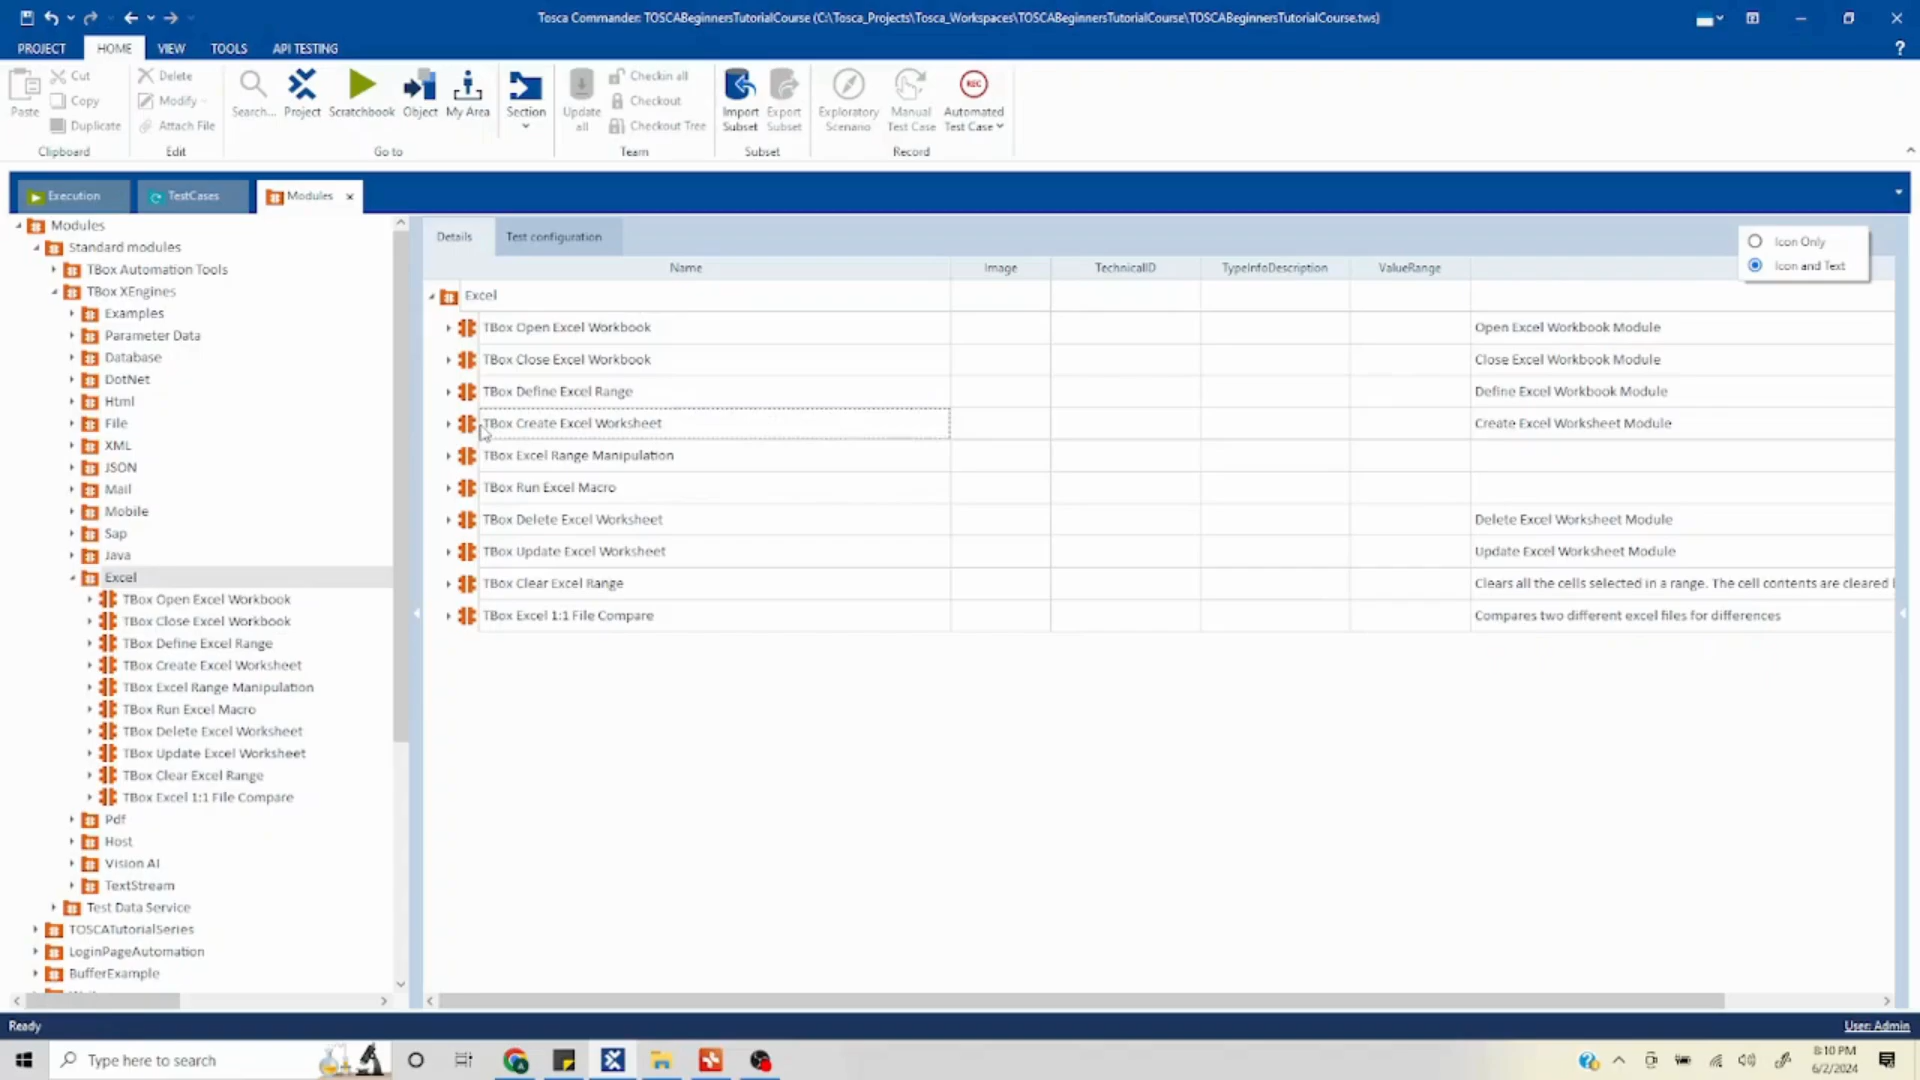 Tosca Commander: TOSCABeginnersTutorialCourse (C:\Tosca_Projects\Tosca_Workspaces\TOSCABeginnersTutorialCourse\TOSCABeginnersTutorialCourse.tws)
PROJECT HOME VIEW TOOLS API TESTING
Paste Cut Copy Duplicate
Clipboard
Delete Modify Attach File
Edit
Search... Project Scratchbook Object My Area
Go to
Section
Update all Checkin all Checkout Checkout Tree
Team
Import Subset Export Subset
Subset
Exploratory Scenario Manual Test Case REC Automated Test Case
Record
Execution TestCases Modules
Modules
Standard modules
TBox Automation Tools
TBox XEngines
Examples
Parameter Data
Database
DotNet
Html
File
XML
JSON
Mail
Mobile
Sap
Java
Excel
TBox Open Excel Workbook
TBox Close Excel Workbook
TBox Define Excel Range
TBox Create Excel Worksheet
TBox Excel Range Manipulation
TBox Run Excel Macro
TBox Delete Excel Worksheet
TBox Update Excel Worksheet
TBox Clear Excel Range
TBox Excel 1:1 File Compare
Pdf
Host
Vision AI
TextStream
Test Data Service
TOSCATutorialSeries
LoginPageAutomation
BufferExample
Details Test configuration
Icon Only
Icon and Text
Name Image TechnicalID TypeInfoDescription ValueRange
Excel
TBox Open Excel Workbook Open Excel Workbook Module
TBox Close Excel Workbook Close Excel Workbook Module
TBox Define Excel Range Define Excel Workbook Module
TBox Create Excel Worksheet Create Excel Worksheet Module
TBox Excel Range Manipulation
TBox Run Excel Macro
TBox Delete Excel Worksheet Delete Excel Worksheet Module
TBox Update Excel Worksheet Update Excel Worksheet Module
TBox Clear Excel Range Clears all the cells selected in a range. The cell contents are cleared
TBox Excel 1:1 File Compare Compares two different excel files for differences
Ready User: Admin
Type here to search
8:10 PM
6/2/2024